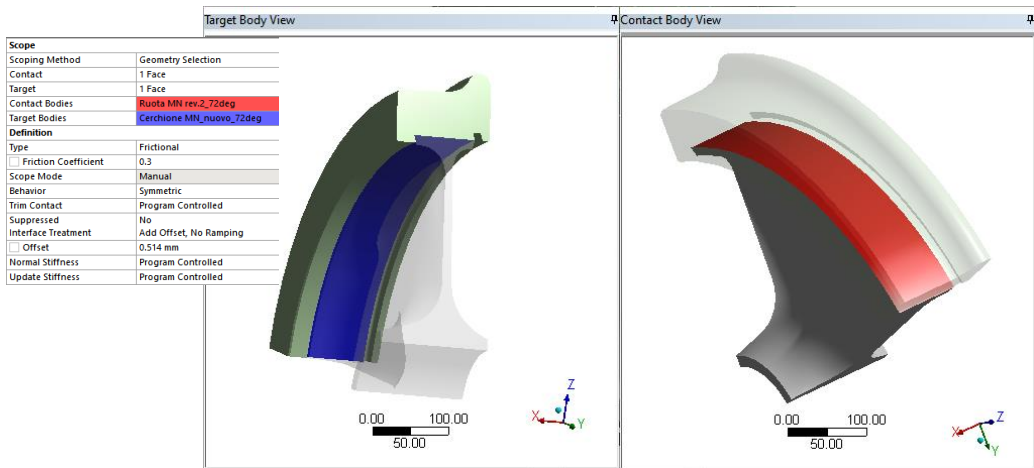 Target Body View
Contact Body View
Scope
Scoping Method Geometry Selection
Contact 1 Face
Target 1 Face
Contact Bodies Ruota MN rev.2_72deg
Target Bodies Cerchione MN_nuovo_72deg
Definition
Type Frictional
Friction Coefficient 0.3
Scope Mode Manual
Behavior Symmetric
Trim Contact Program Controlled
Suppressed No
Interface Treatment Add Offset, No Ramping
Offset 0.514 mm
Normal Stiffness Program Controlled
Update Stiffness Program Controlled
0.00 100.00
50.00
X Y Z
0.00 100.00
50.00
X Y Z